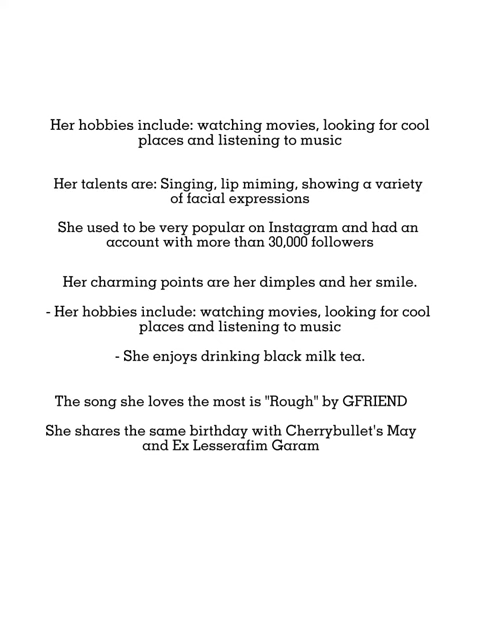 Her hobbies include: watching movies, looking for cool
places and listening to music
Her talents are: Singing, lip miming, showing a variety
of facial expressions
She used to be very popular on Instagram and had an
account with more than 30,000 followers
Her charming points are her dimples and her smile.
- Her hobbies include: watching movies, looking for cool
places and listening to music
- She enjoys drinking black milk tea.
The song she loves the most is "Rough" by GFRIEND
She shares the same birthday with Cherrybullet's May
and Ex Lesserafim Garam